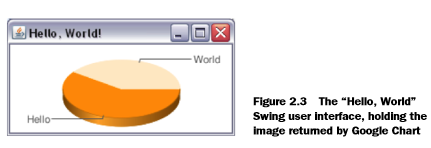 Hello, World!
World
Hello
Figure 2.3 The “Hello, World”
Swing user interface, holding the
image returned by Google Chart